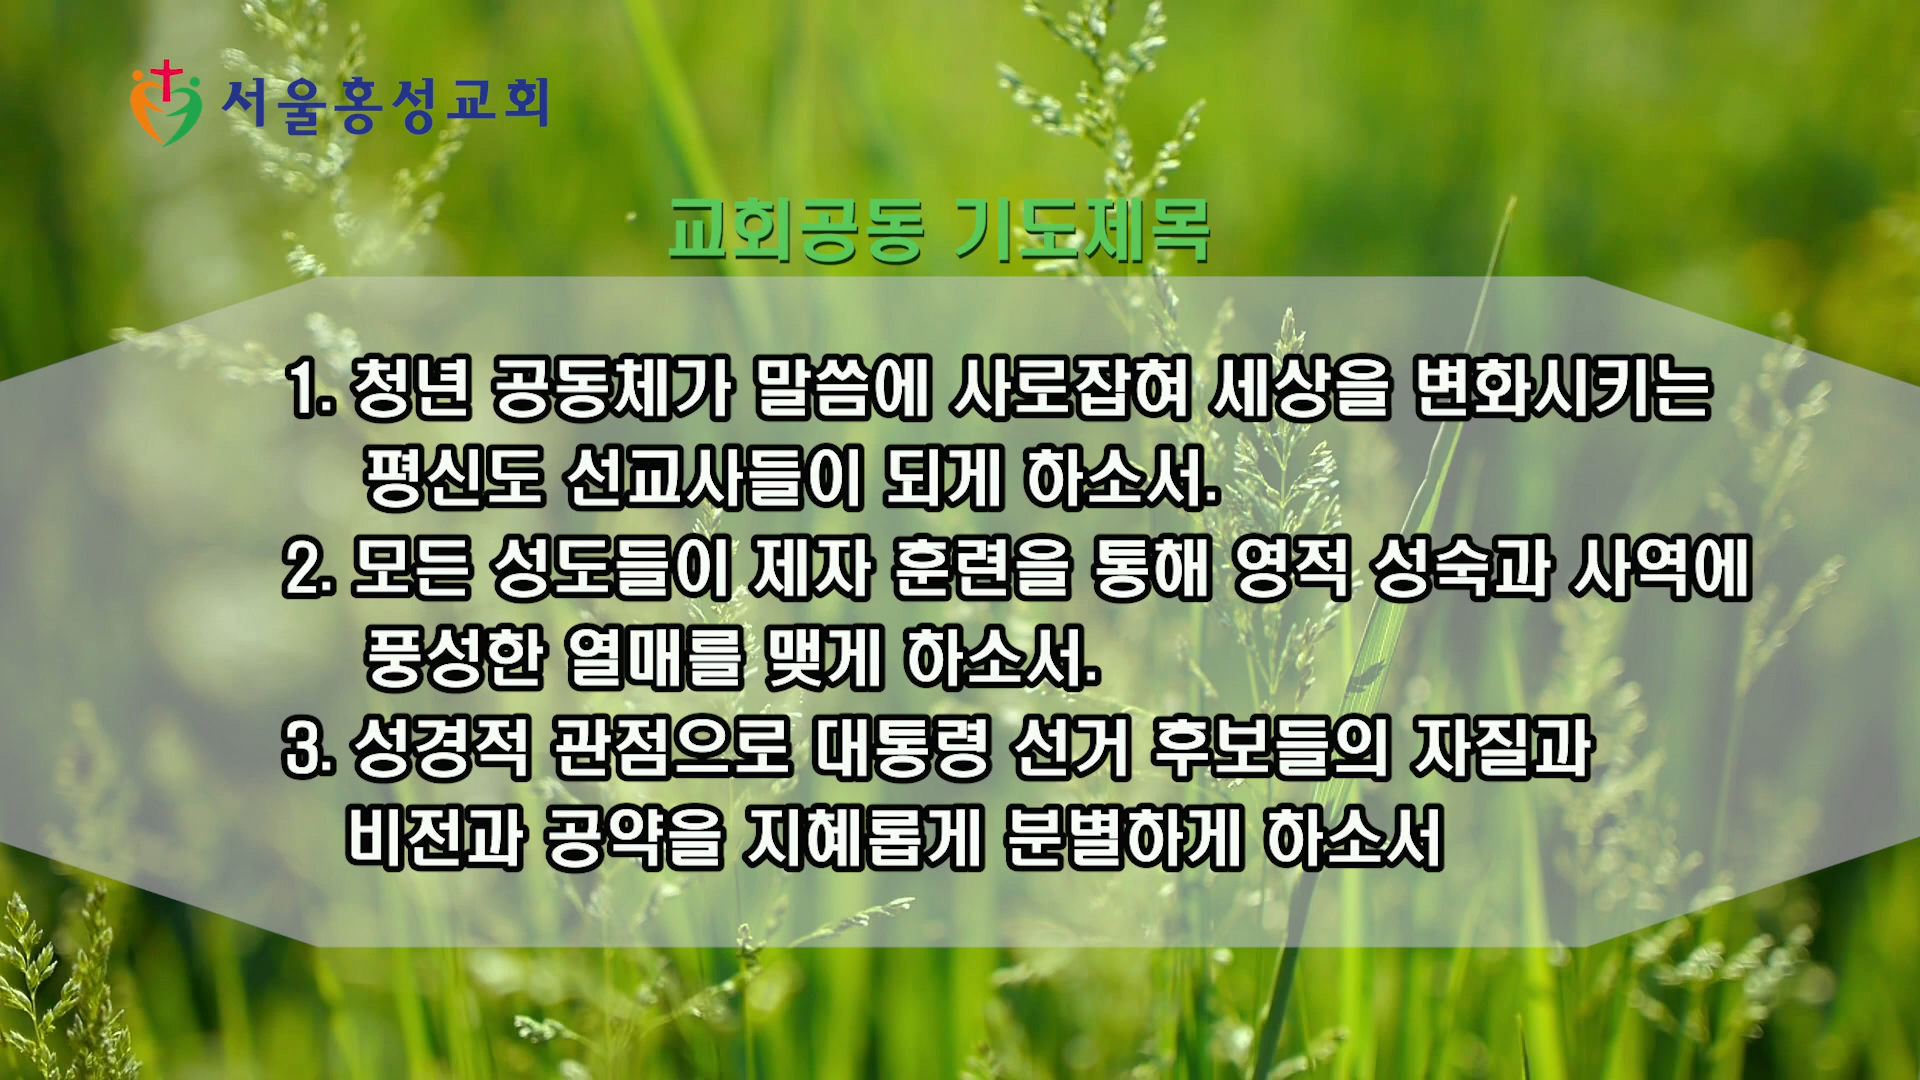 서울홍성교회
교회공동 기도제목
1. 청년 공동체가 말씀에 사로잡혀 세상을 변화시키는
평신도 선교사들이 되게 하소서.
2. 모든 성도들이 제자 훈련을 통해 영적 성숙과 사역에
풍성한 열매를 맺게 하소서.
3. 성경적 관점으로 대통령 선거 후보들의 자질과
비전과 공약을 지혜롭게 분별하게 하소서